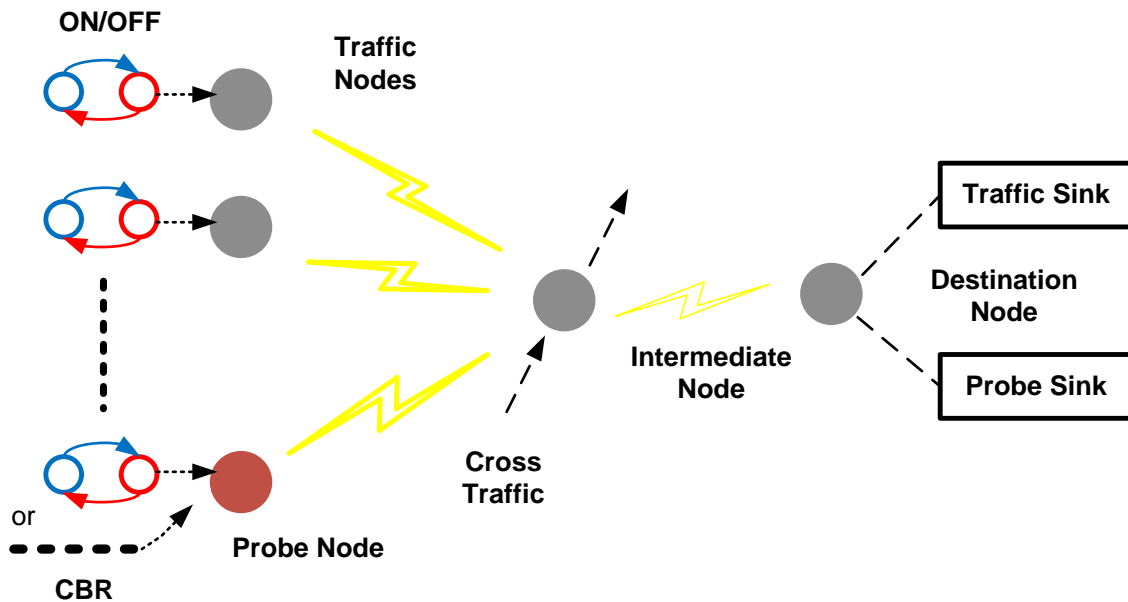 ON/OFF
Traffic
Nodes
Traffic Sink
Destination
Node
Intermediate
Node
Probe Sink
Cross
Traffic
or
Probe Node
CBR